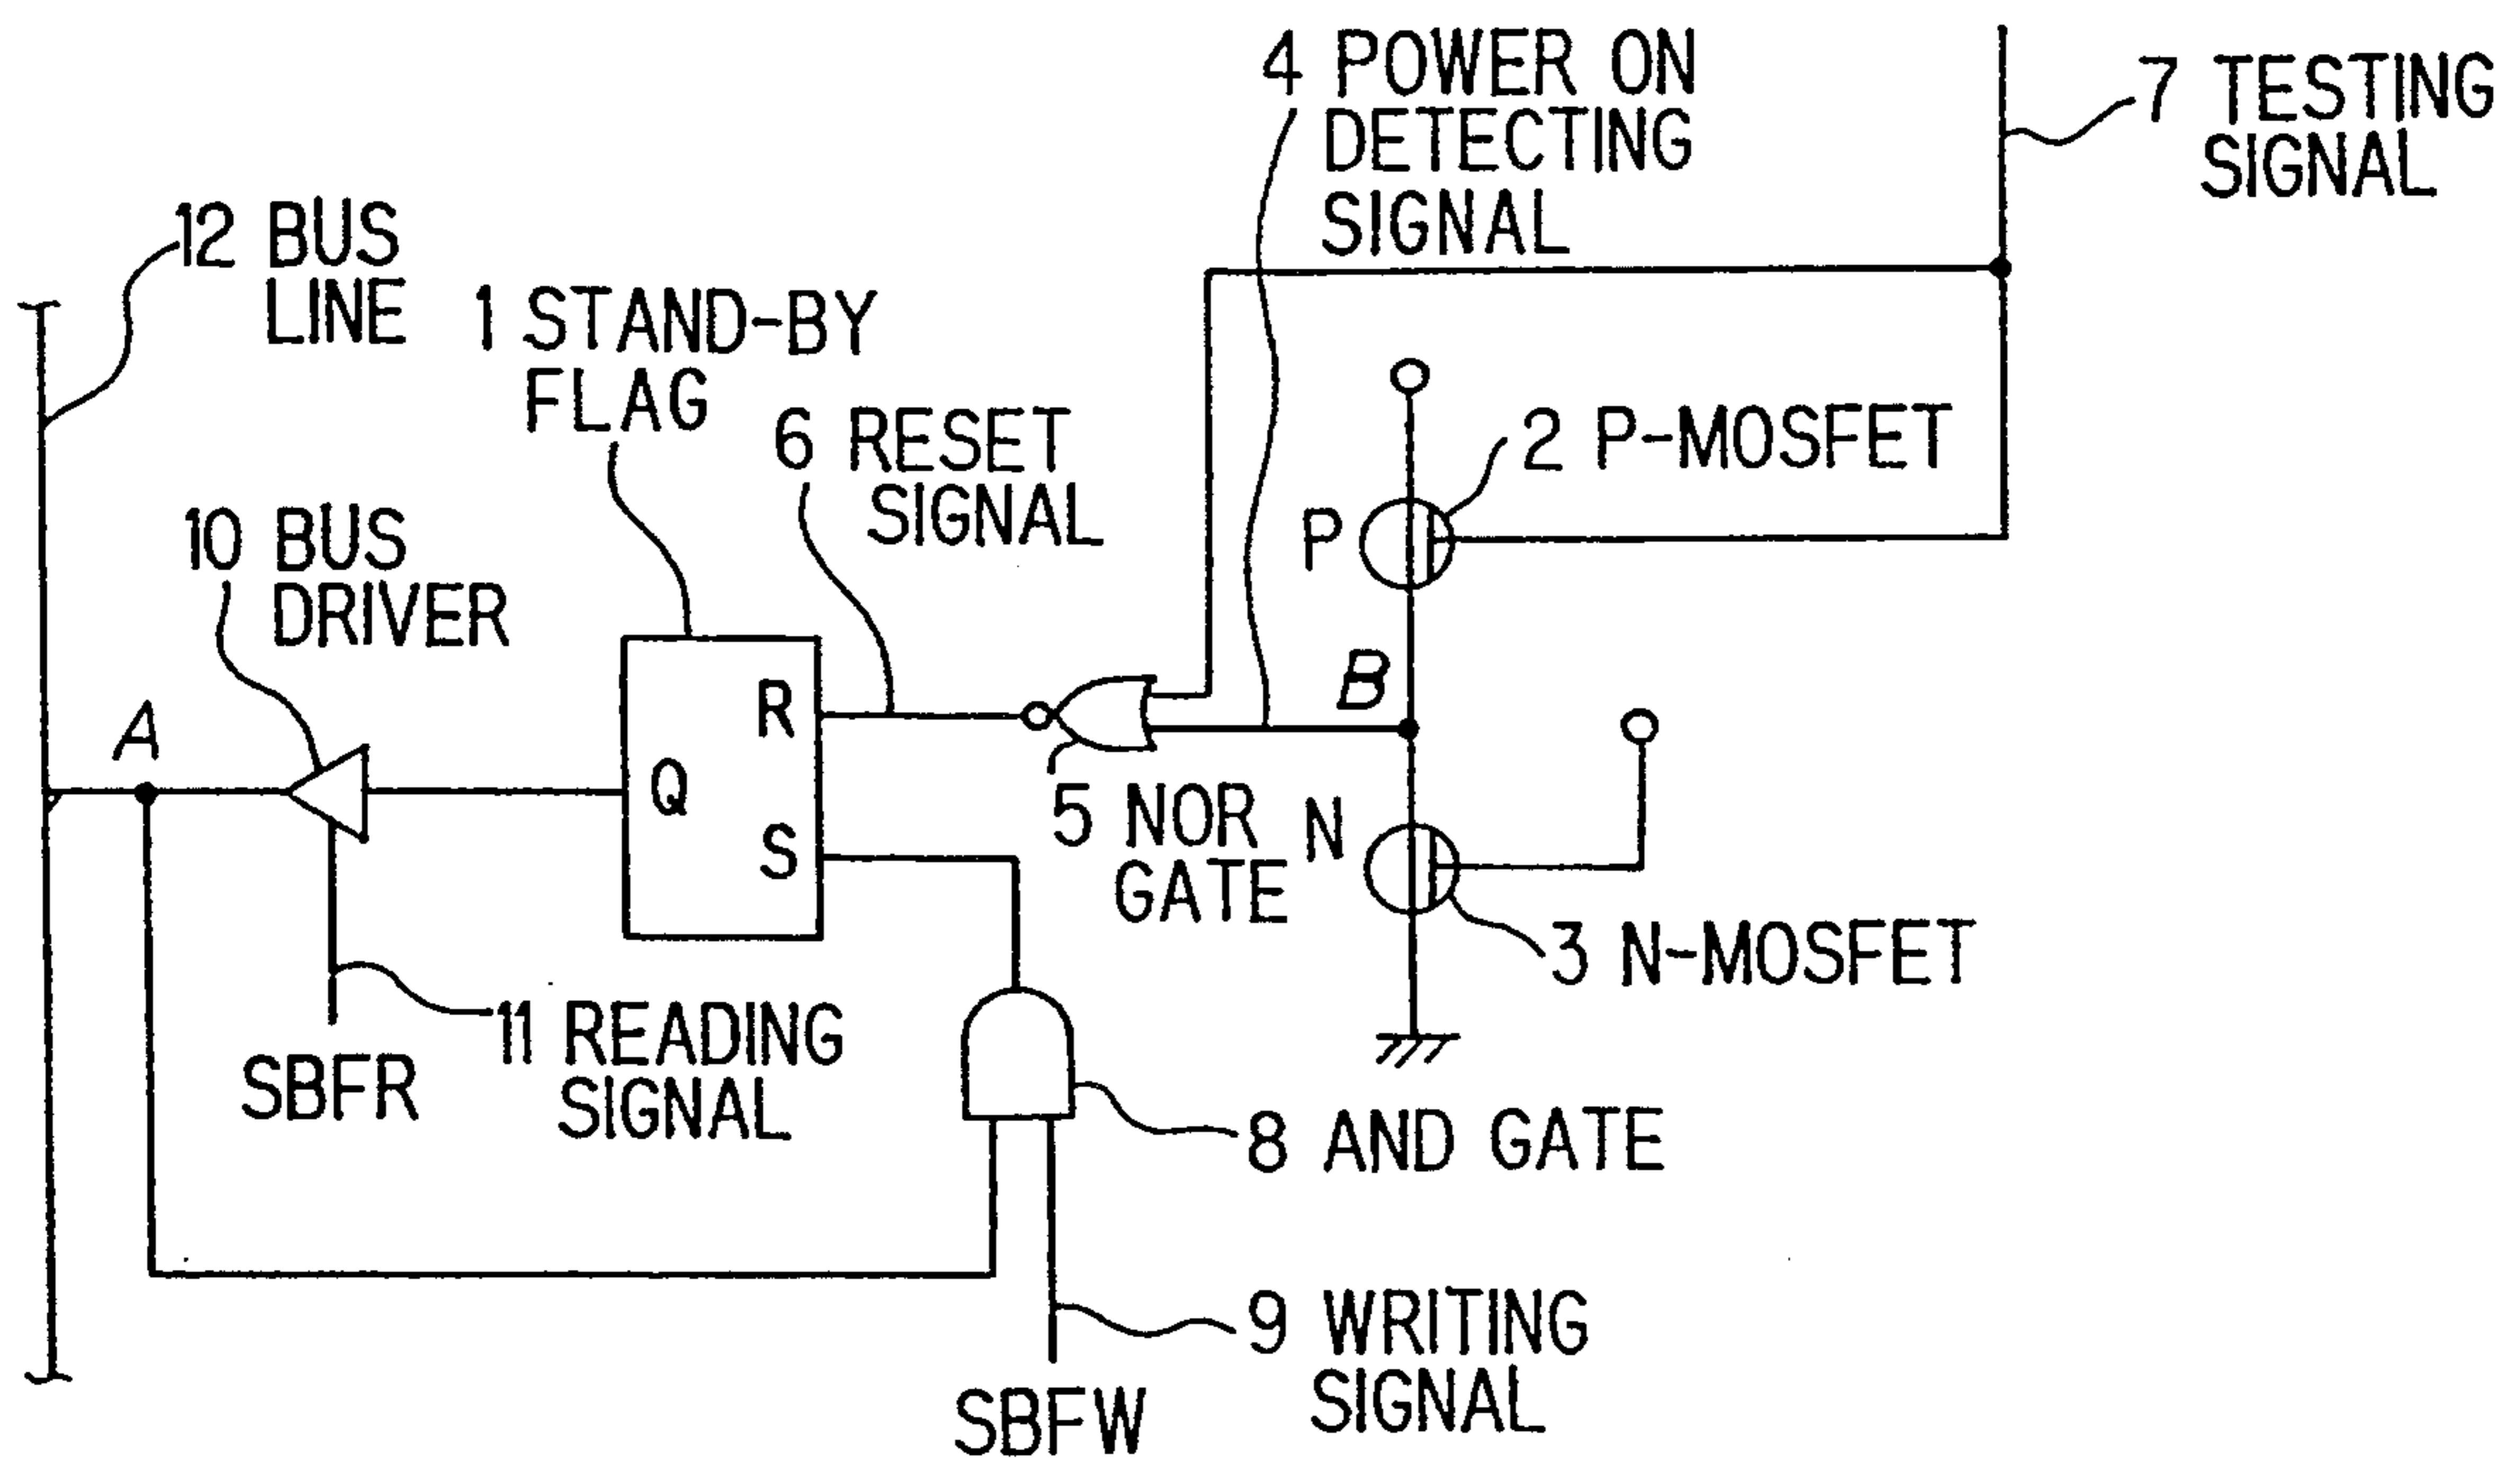 4 POWER ON
DETECTING
SIGNAL
7 TESTING
SIGNAL
12 BUS
LINE
1 STAND-BY
FLAG
6 RESET
SIGNAL
2 P-MOSFET
P
10 BUS
DRIVER
A
R
Q
S
B
5 NOR
GATE
N
3 N-MOSFET
11 READING
SIGNAL
SBFR
8 AND GATE
9 WRITING
SIGNAL
SBFW